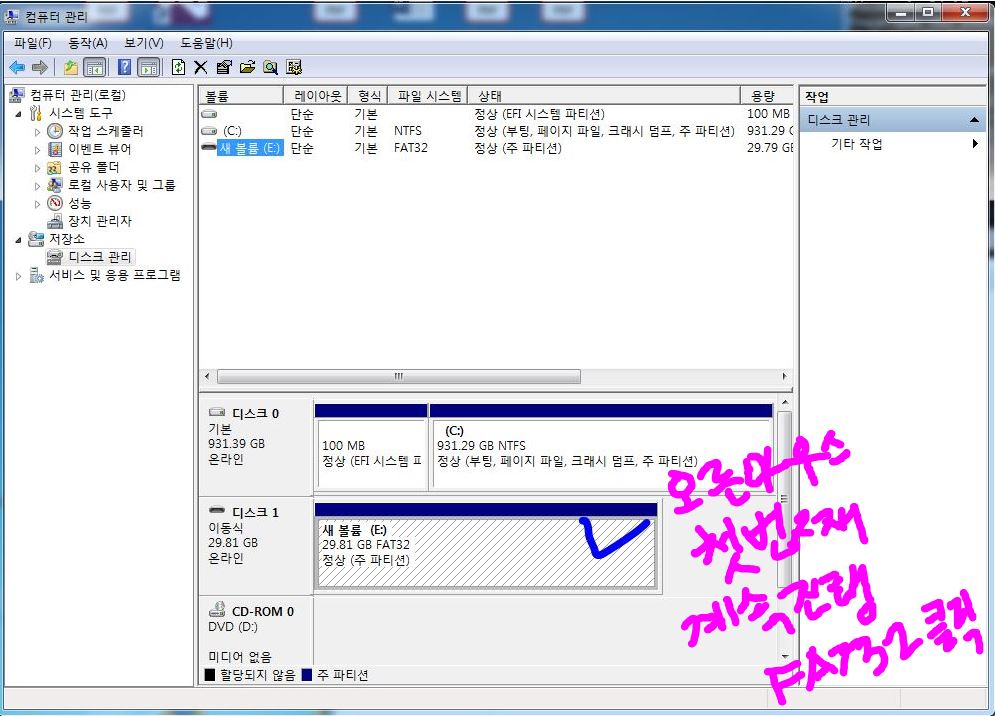 컴퓨터 관리
파일(F) 동작(A) 보기(V) 도움말(H)
컴퓨터 관리(로컬)
시스템 도구
작업 스케줄러
이벤트 뷰어
공유 폴더
로컬 사용자 및 그룹
성능
장치 관리자
저장소
디스크 관리
서비스 및 응용 프로그램
볼륨 레이아웃 형식 파일 시스템 상태 용량
단순 기본 정상 (EFI 시스템 파티션) 100 MB
(C:) 단순 기본 NTFS 정상 (부팅, 페이지 파일, 크래시 덤프, 주 파티션) 931.29 G
새 볼륨 (E:) 단순 기본 FAT32 정상 (주 파티션) 29.79 GB
작업
디스크 관리
기타 작업
디스크 0
기본
931.39 GB
온라인
100 MB
정상 (EFI 시스템 파
(C:)
931.29 GB NTFS
정상 (부팅, 페이지 파일, 크래시 덤프, 주 파티션)
디스크 1
이동식
29.81 GB
온라인
새 볼륨 (E:)
29.81 GB FAT32
정상 (주 파티션)
CD-ROM 0
DVD (D:)
미디어 없음
할당되지 않음 주 파티션
오른마우스
첫번째
계속진행
FAT32클릭